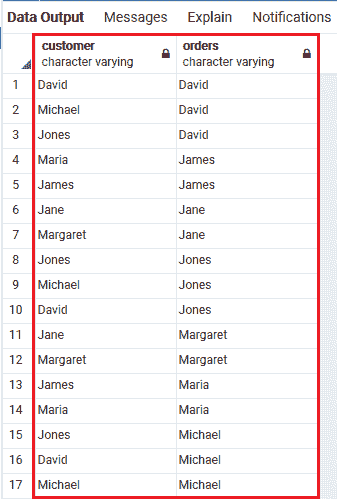 Data Output Messages Explain Notifications
customer orders
character varying character varying
1 David David
2 Michael David
3 Jones David
4 Maria James
5 James James
6 Jane Jane
7 Margaret Jane
8 Jones Jones
9 Michael Jones
10 David Jones
11 Jane Margaret
12 Margaret Margaret
13 James Maria
14 Maria Maria
15 Jones Michael
16 David Michael
17 Michael Michael